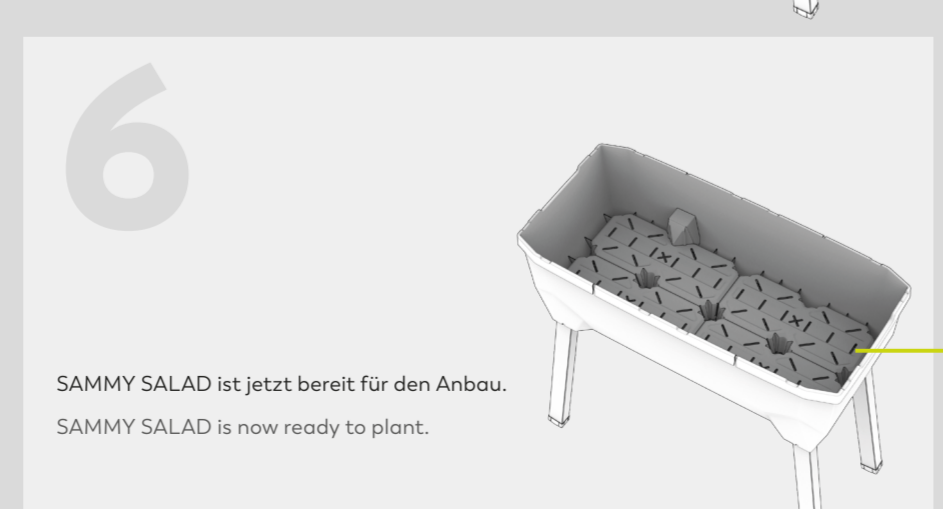 6
SAMMY SALAD ist jetzt bereit für den Anbau.
SAMMY SALAD is now ready to plant.